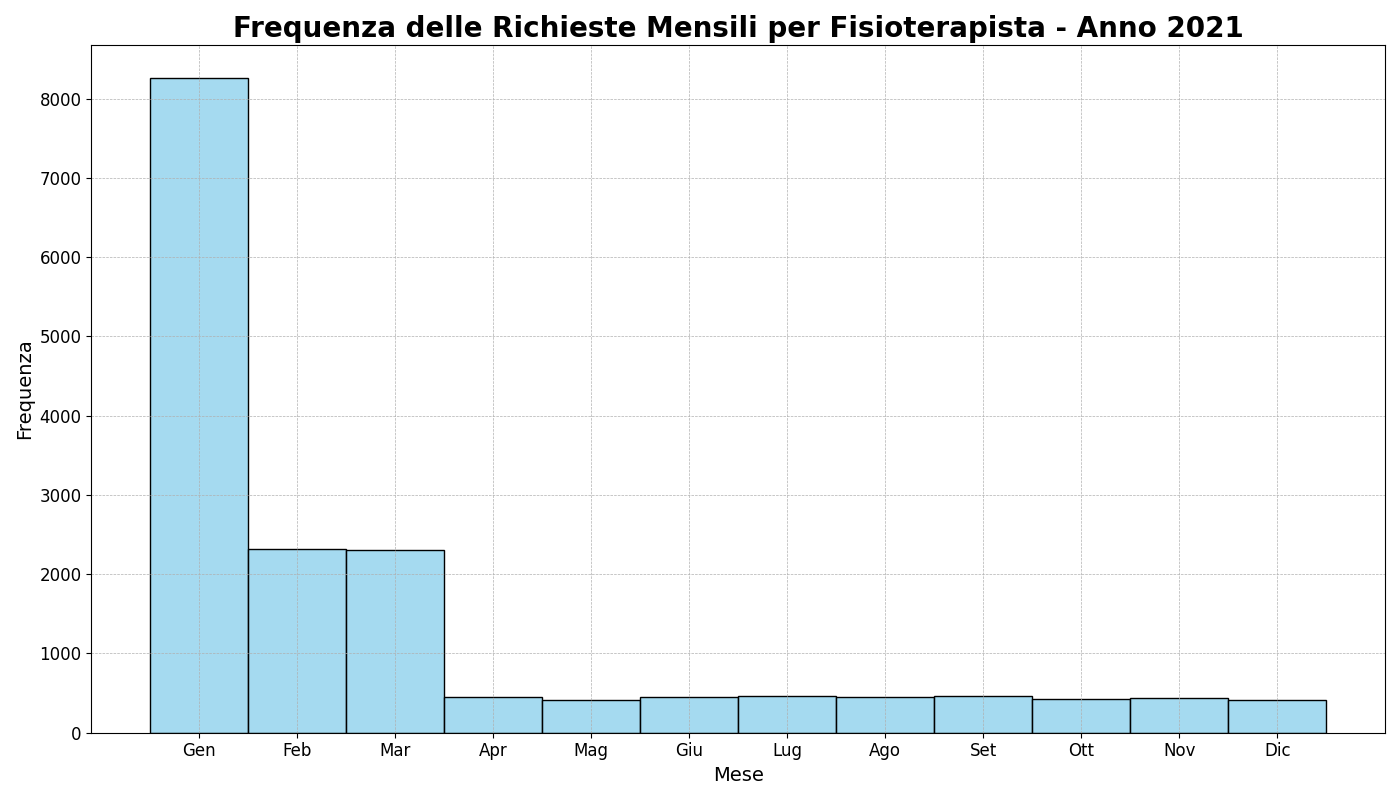 Frequenza delle Richieste Mensili per Fisioterapista - Anno 2021
Frequenza
8000
7000
6000
5000
4000
3000
2000
1000
0
Gen Feb Mar Apr Mag Giu Lug Ago Set Ott Nov Dic
Mese